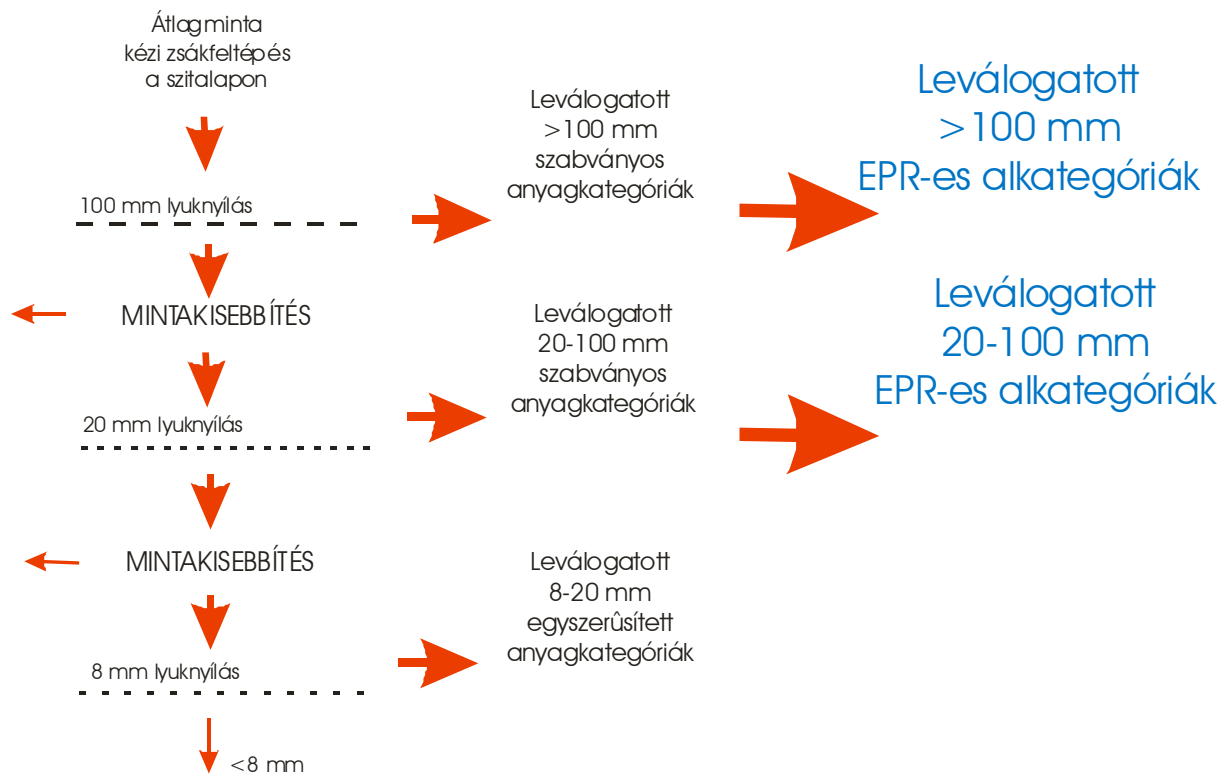 Átlagminta
kézi zsákfeltépés
a szitalapon
100 mm lyuknyílás
Leválogatott
>100 mm
szabványos
anyagkategóriák
Leválogatott
>100 mm
EPR-es alkategóriák
MINTAKISEBBÍTÉS
20 mm lyuknyílás
Leválogatott
20-100 mm
szabványos
anyagkategóriák
Leválogatott
20-100 mm
EPR-es alkategóriák
MINTAKISEBBÍTÉS
8 mm lyuknyílás
Leválogatott
8-20 mm
egyszerûsített
anyagkategóriák
<8 mm